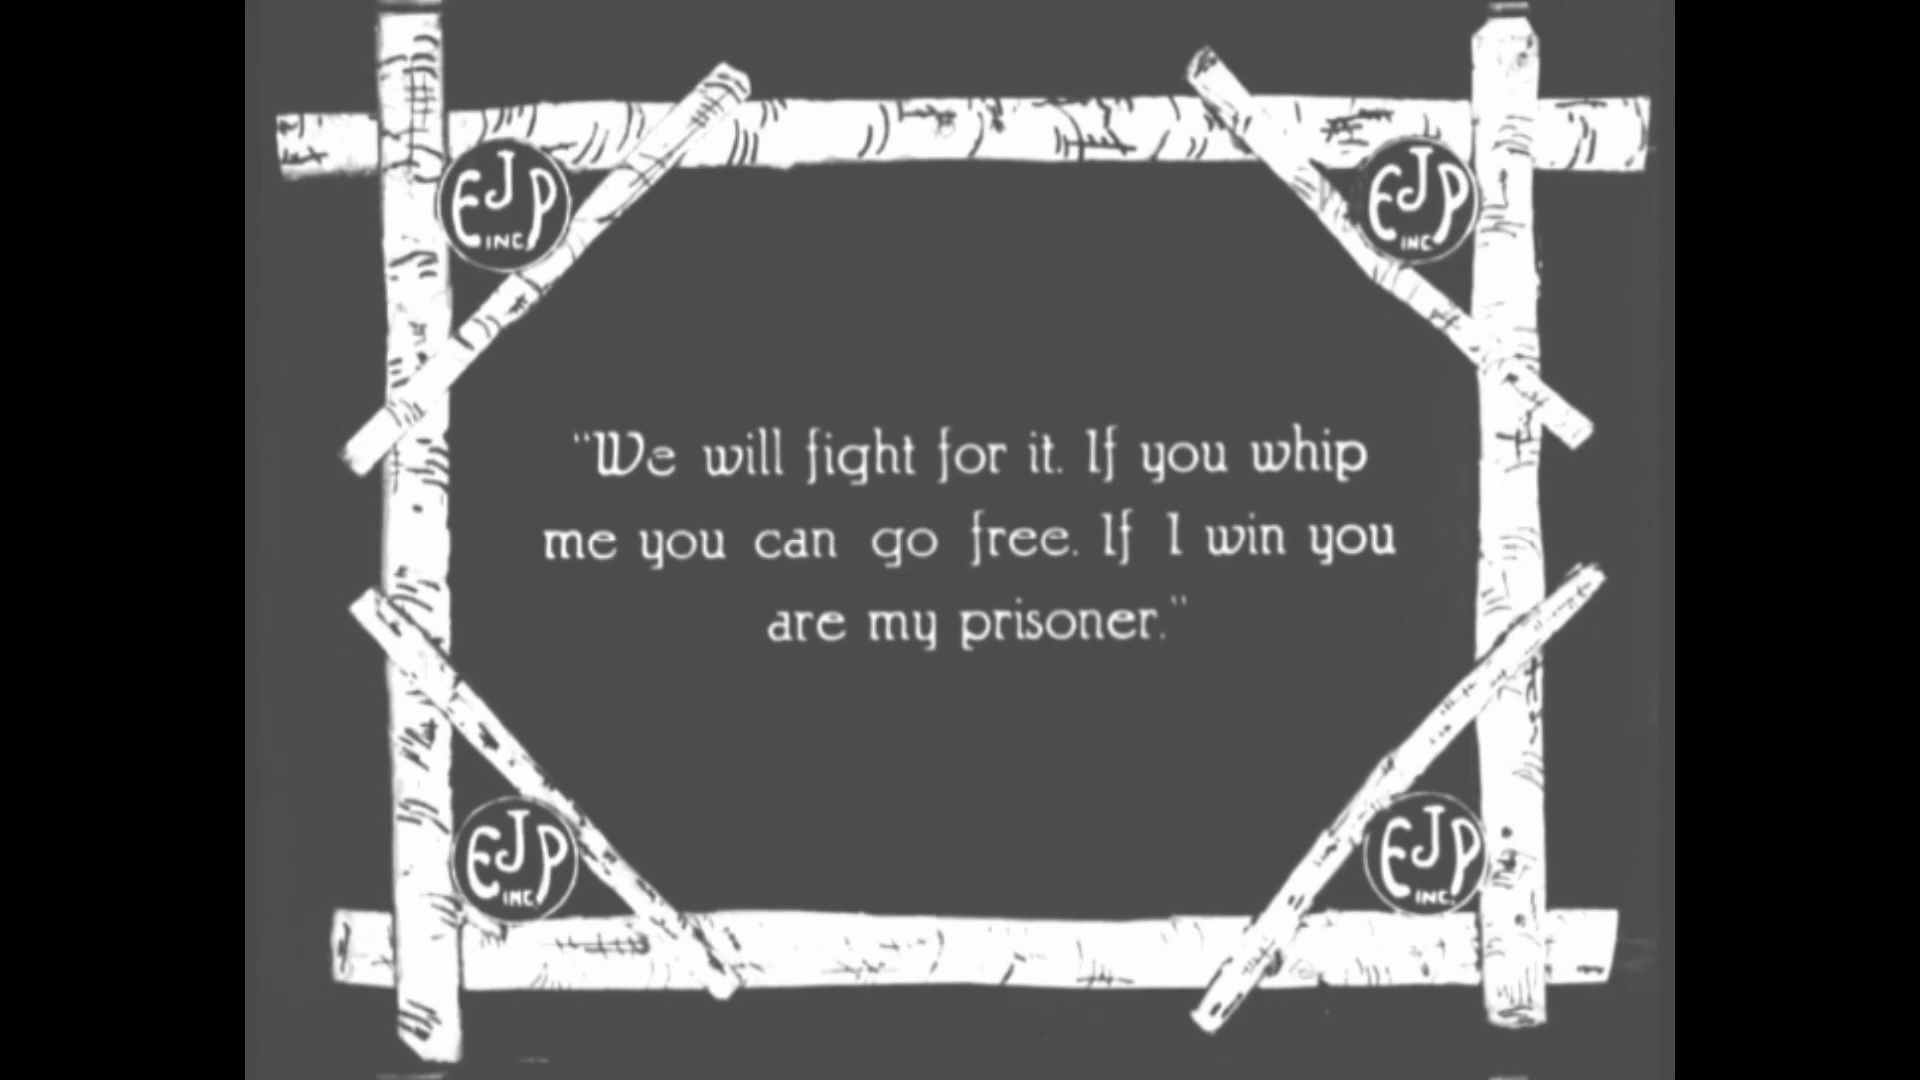 EJP
INC.
EJP
INC.
"We will fight for it. If you whip
me you can go free. If I win you
are my prisoner."
EJP
INC.
EJP
INC.